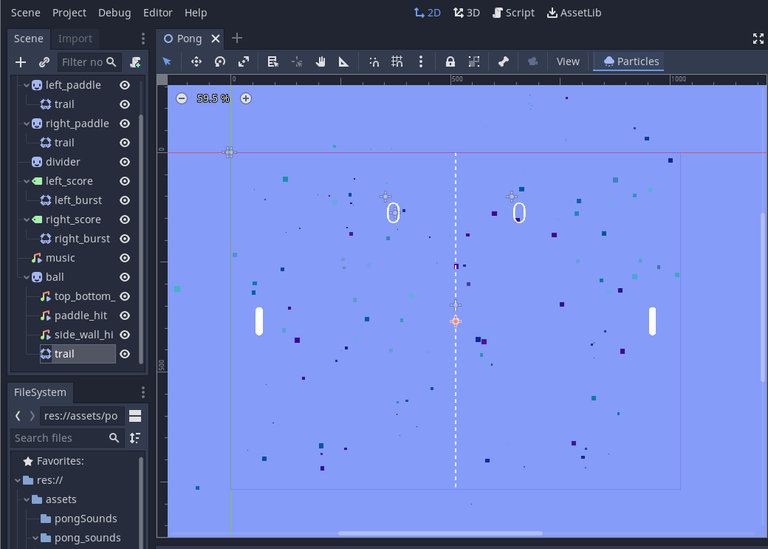 Scene Project Debug Editor Help 2D 3D Script AssetLib
Scene Import Pong
Filter no View Particles
left_paddle
trail
right_paddle
trail
divider
left_score
left_burst
right_score
right_burst
music
ball
top_bottom_
paddle_hit
side_wall_hi
trail
0 500 1000
59.5 %
0
500
0 0
FileSystem
res://assets/po
Search files
Favorites:
res://
assets
pongSounds
pong_sounds